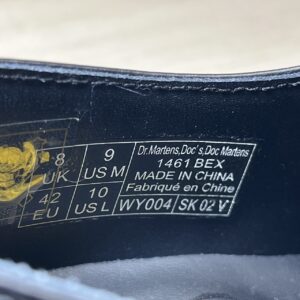 8 UK
9 US M
42 EU
10 US L
Dr.Martens,Doc's,Doc Martens
1461 BEX
MADE IN CHINA
Fabriqué en Chine
WY004
SK 02 V